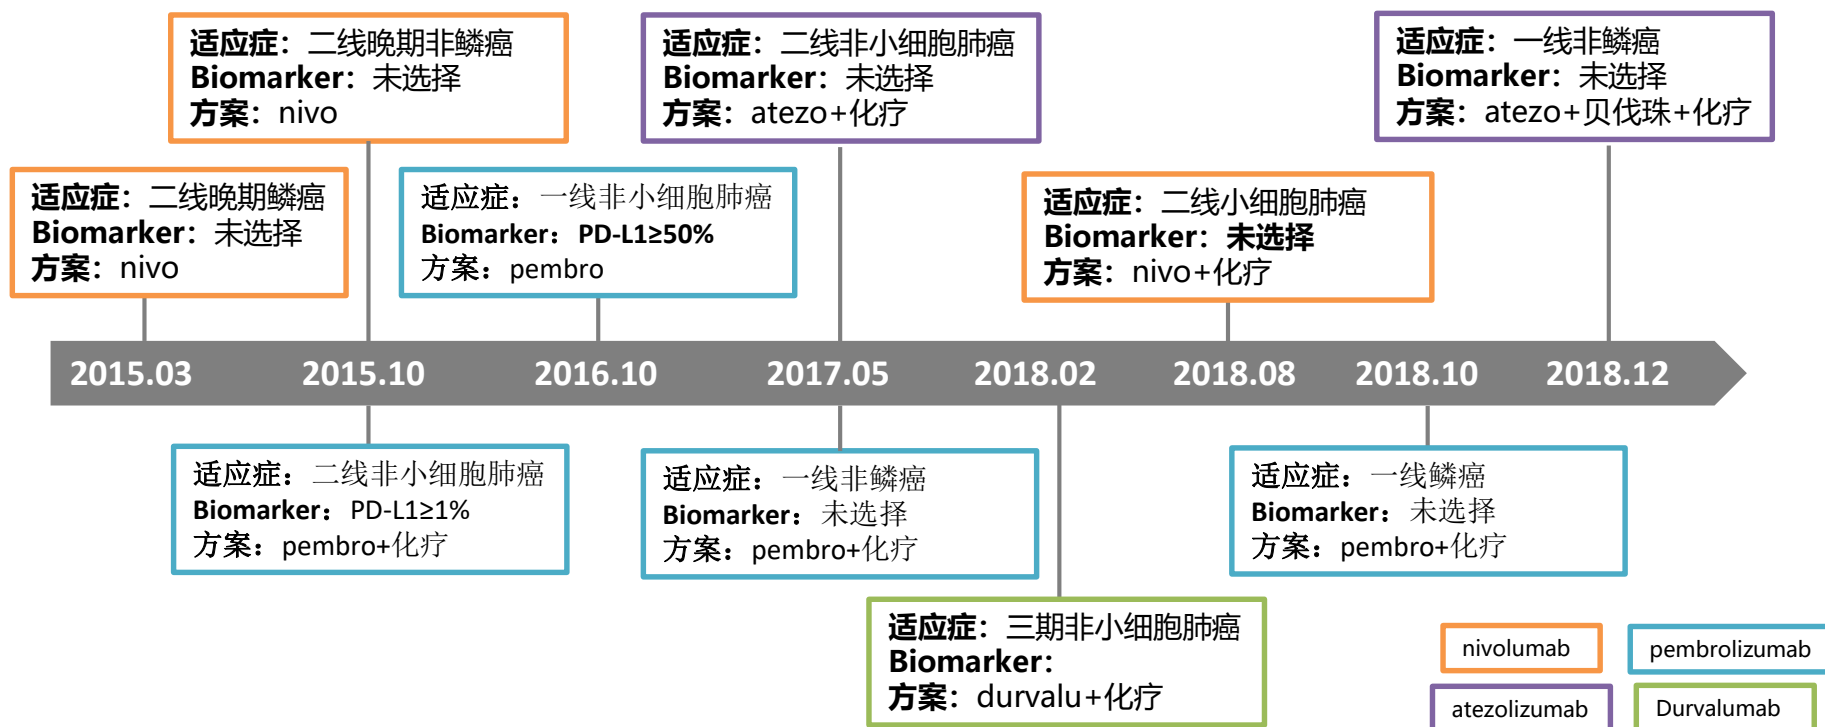 适应症：二线晚期非鳞癌
Biomarker：未选择
方案：nivo
适应症：二线非小细胞肺癌
Biomarker：未选择
方案：atezo+化疗
适应症：一线非鳞癌
Biomarker：未选择
方案：atezo+贝伐珠+化疗
适应症：二线晚期鳞癌
Biomarker：未选择
方案：nivo
适应症：一线非小细胞肺癌
Biomarker：PD-L1≥50%
方案：pembro
适应症：二线小细胞肺癌
Biomarker：未选择
方案：nivo+化疗
2015.03
2015.10
2016.10
2017.05
2018.02
2018.08
2018.10
2018.12
适应症：二线非小细胞肺癌
Biomarker：PD-L1≥1%
方案：pembro+化疗
适应症：一线非鳞癌
Biomarker：未选择
方案：pembro+化疗
适应症：一线鳞癌
Biomarker：未选择
方案：pembro+化疗
适应症：三期非小细胞肺癌
Biomarker：
方案：durvalu+化疗
nivolumab
pembrolizumab
atezolizumab
Durvalumab